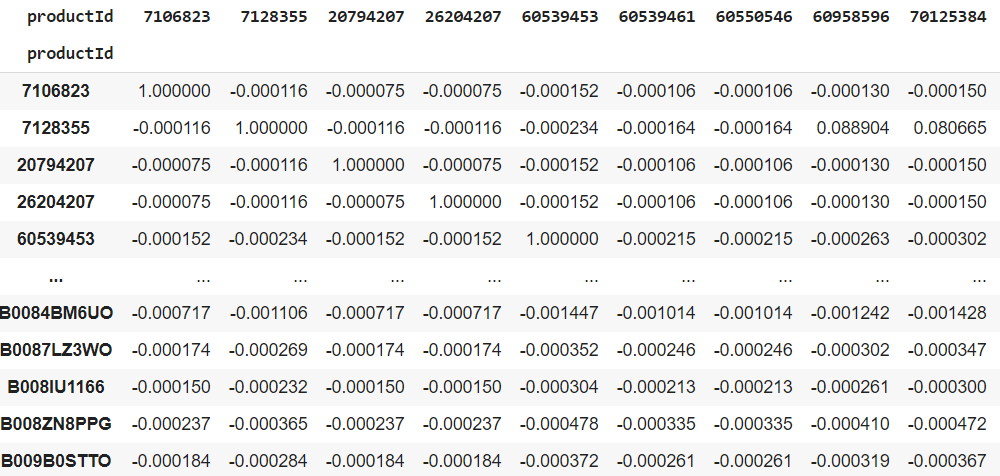 productId 7106823 7128355 20794207 26204207 60539453 60539461 60550546 60958596 70125384
productId
7106823 1.000000 -0.000116 -0.000075 -0.000075 -0.000152 -0.000106 -0.000106 -0.000130 -0.000150
7128355 -0.000116 1.000000 -0.000116 -0.000116 -0.000234 -0.000164 -0.000164 0.088904 0.080665
20794207 -0.000075 -0.000116 1.000000 -0.000075 -0.000152 -0.000106 -0.000106 -0.000130 -0.000150
26204207 -0.000075 -0.000116 -0.000075 1.000000 -0.000152 -0.000106 -0.000106 -0.000130 -0.000150
60539453 -0.000152 -0.000234 -0.000152 -0.000152 1.000000 -0.000215 -0.000215 -0.000263 -0.000302
... ... ... ... ... ... ... ... ... ...
B0084BM6UO -0.000717 -0.001106 -0.000717 -0.000717 -0.001447 -0.001014 -0.001014 -0.001242 -0.001428
B0087LZ3WO -0.000174 -0.000269 -0.000174 -0.000174 -0.000352 -0.000246 -0.000246 -0.000302 -0.000347
B008IU1166 -0.000150 -0.000232 -0.000150 -0.000150 -0.000304 -0.000213 -0.000213 -0.000261 -0.000300
B008ZN8PPG -0.000237 -0.000365 -0.000237 -0.000237 -0.000478 -0.000335 -0.000335 -0.000410 -0.000472
B009B0STTO -0.000184 -0.000284 -0.000184 -0.000184 -0.000372 -0.000261 -0.000261 -0.000319 -0.000367